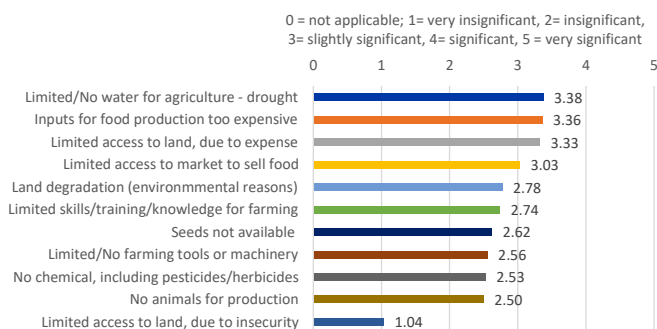 0 = not applicable; 1= very insignificant, 2= insignificant,
3= slightly significant, 4= significant, 5 = very significant
0 1 2 3 4 5
Limited/No water for agriculture - drought 3.38
Inputs for food production too expensive 3.36
Limited access to land, due to expense 3.33
Limited access to market to sell food 3.03
Land degradation (environmmental reasons) 2.78
Limited skills/training/knowledge for farming 2.74
Seeds not available 2.62
Limited/No farming tools or machinery 2.56
No chemical, including pesticides/herbicides 2.53
No animals for production 2.50
Limited access to land, due to insecurity 1.04